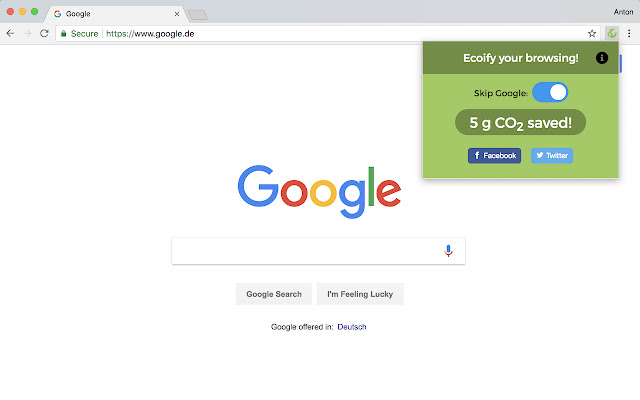 Google
Anton
Secure
https://www.google.de
Ecoify your browsing!
i
Skip Google:
5 g CO2 saved!
f Facebook
Twitter
Google
Google Search
I'm Feeling Lucky
Google offered in: Deutsch